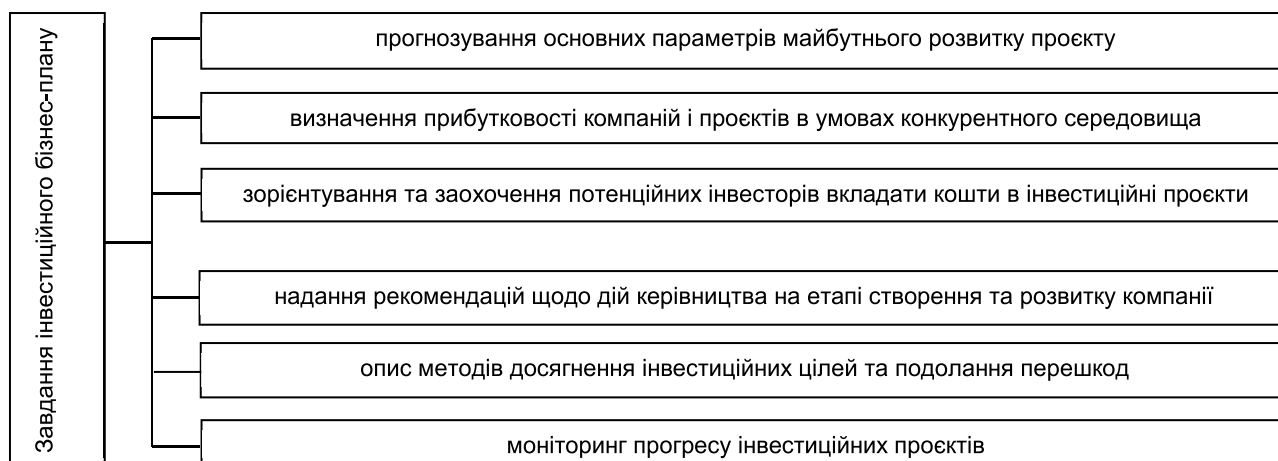 Завдання інвестиційного бізнес-плану
прогнозування основних параметрів майбутнього розвитку проєкту
визначення прибутковості компаній і проєктів в умовах конкурентного середовища
зорієнтування та заохочення потенційних інвесторів вкладати кошти в інвестиційні проєкти
надання рекомендацій щодо дій керівництва на етапі створення та розвитку компанії
опис методів досягнення інвестиційних цілей та подолання перешкод
моніторинг прогресу інвестиційних проєктів